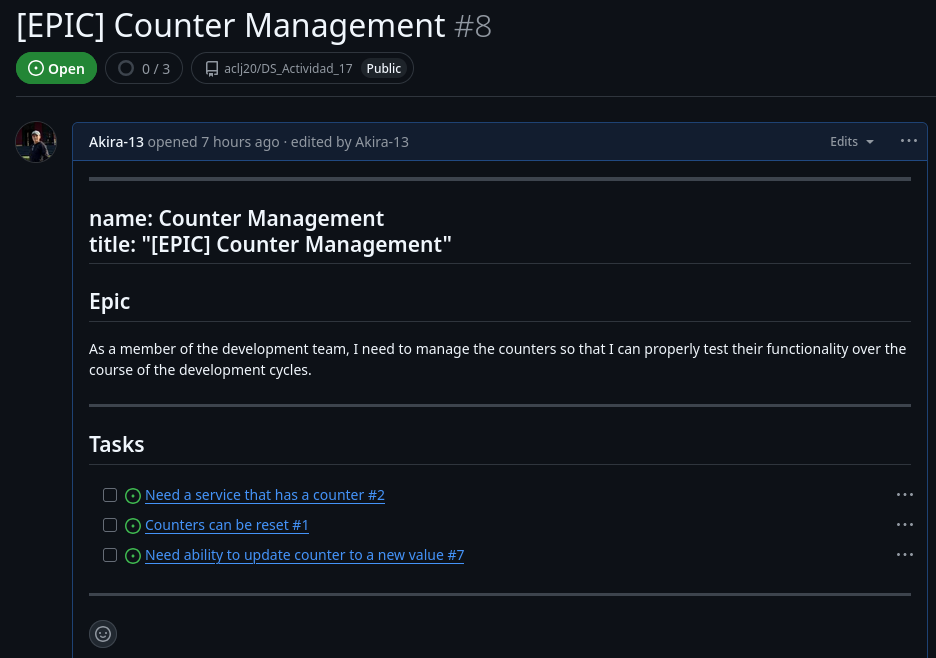 [EPIC] Counter Management #8
Open 0 / 3 aclj20/DS_Actividad_17 Public
Akira-13 opened 7 hours ago · edited by Akira-13 Edits
name: Counter Management
title: "[EPIC] Counter Management"
Epic
As a member of the development team, I need to manage the counters so that I can properly test their functionality over the
course of the development cycles.
Tasks
Need a service that has a counter #2
Counters can be reset #1
Need ability to update counter to a new value #7